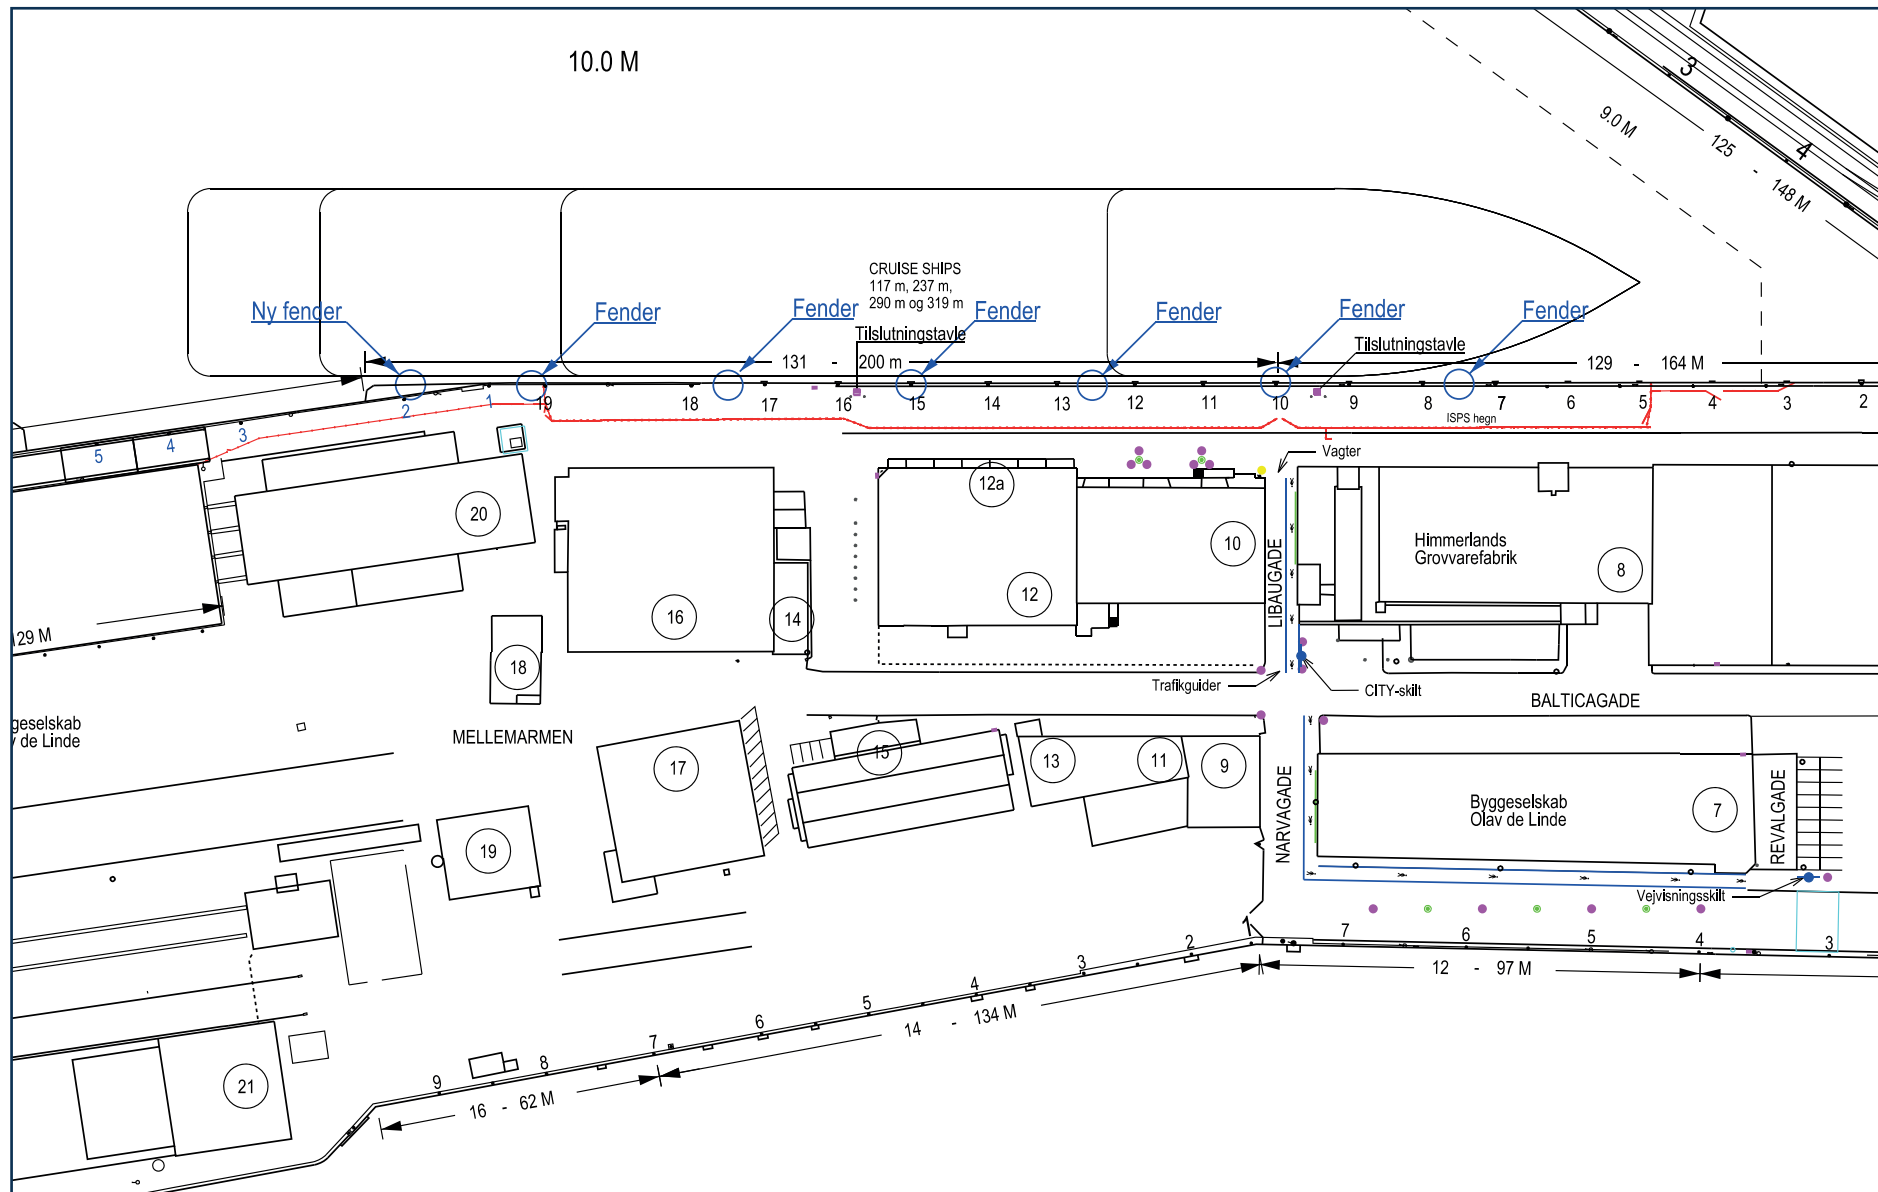 10.0 M
3
9.0 M
125 - 148 M
4
CRUISE SHIPS
117 m, 237 m,
290 m og 319 m
Ny fender
Fender
Fender
Fender
Fender
Fender
Fender
Tilslutningstavle
Tilslutningstavle
131 - 200 m
129 - 164 M
5
4
3
2
1
19
18
17
16
15
14
13
12
11
10
9
8
7
6
5
4
3
2
ISPS hegn
Vagter
20
12a
10
12
16
14
18
LIBAUGADE
Himmerlands
Grovvarefabrik
8
129 M
Trafikguider
CITY-skilt
BALTICAGADE
geselskab
v de Linde
MELLEMARMEN
17
15
13
11
9
NARVAGADE
Byggeselskab
Olav de Linde
7
REVALGADE
19
Vejvisningsskilt
7
6
5
4
3
12 - 97 M
2
3
4
5
6
7
8
9
14 - 134 M
16 - 62 M
21